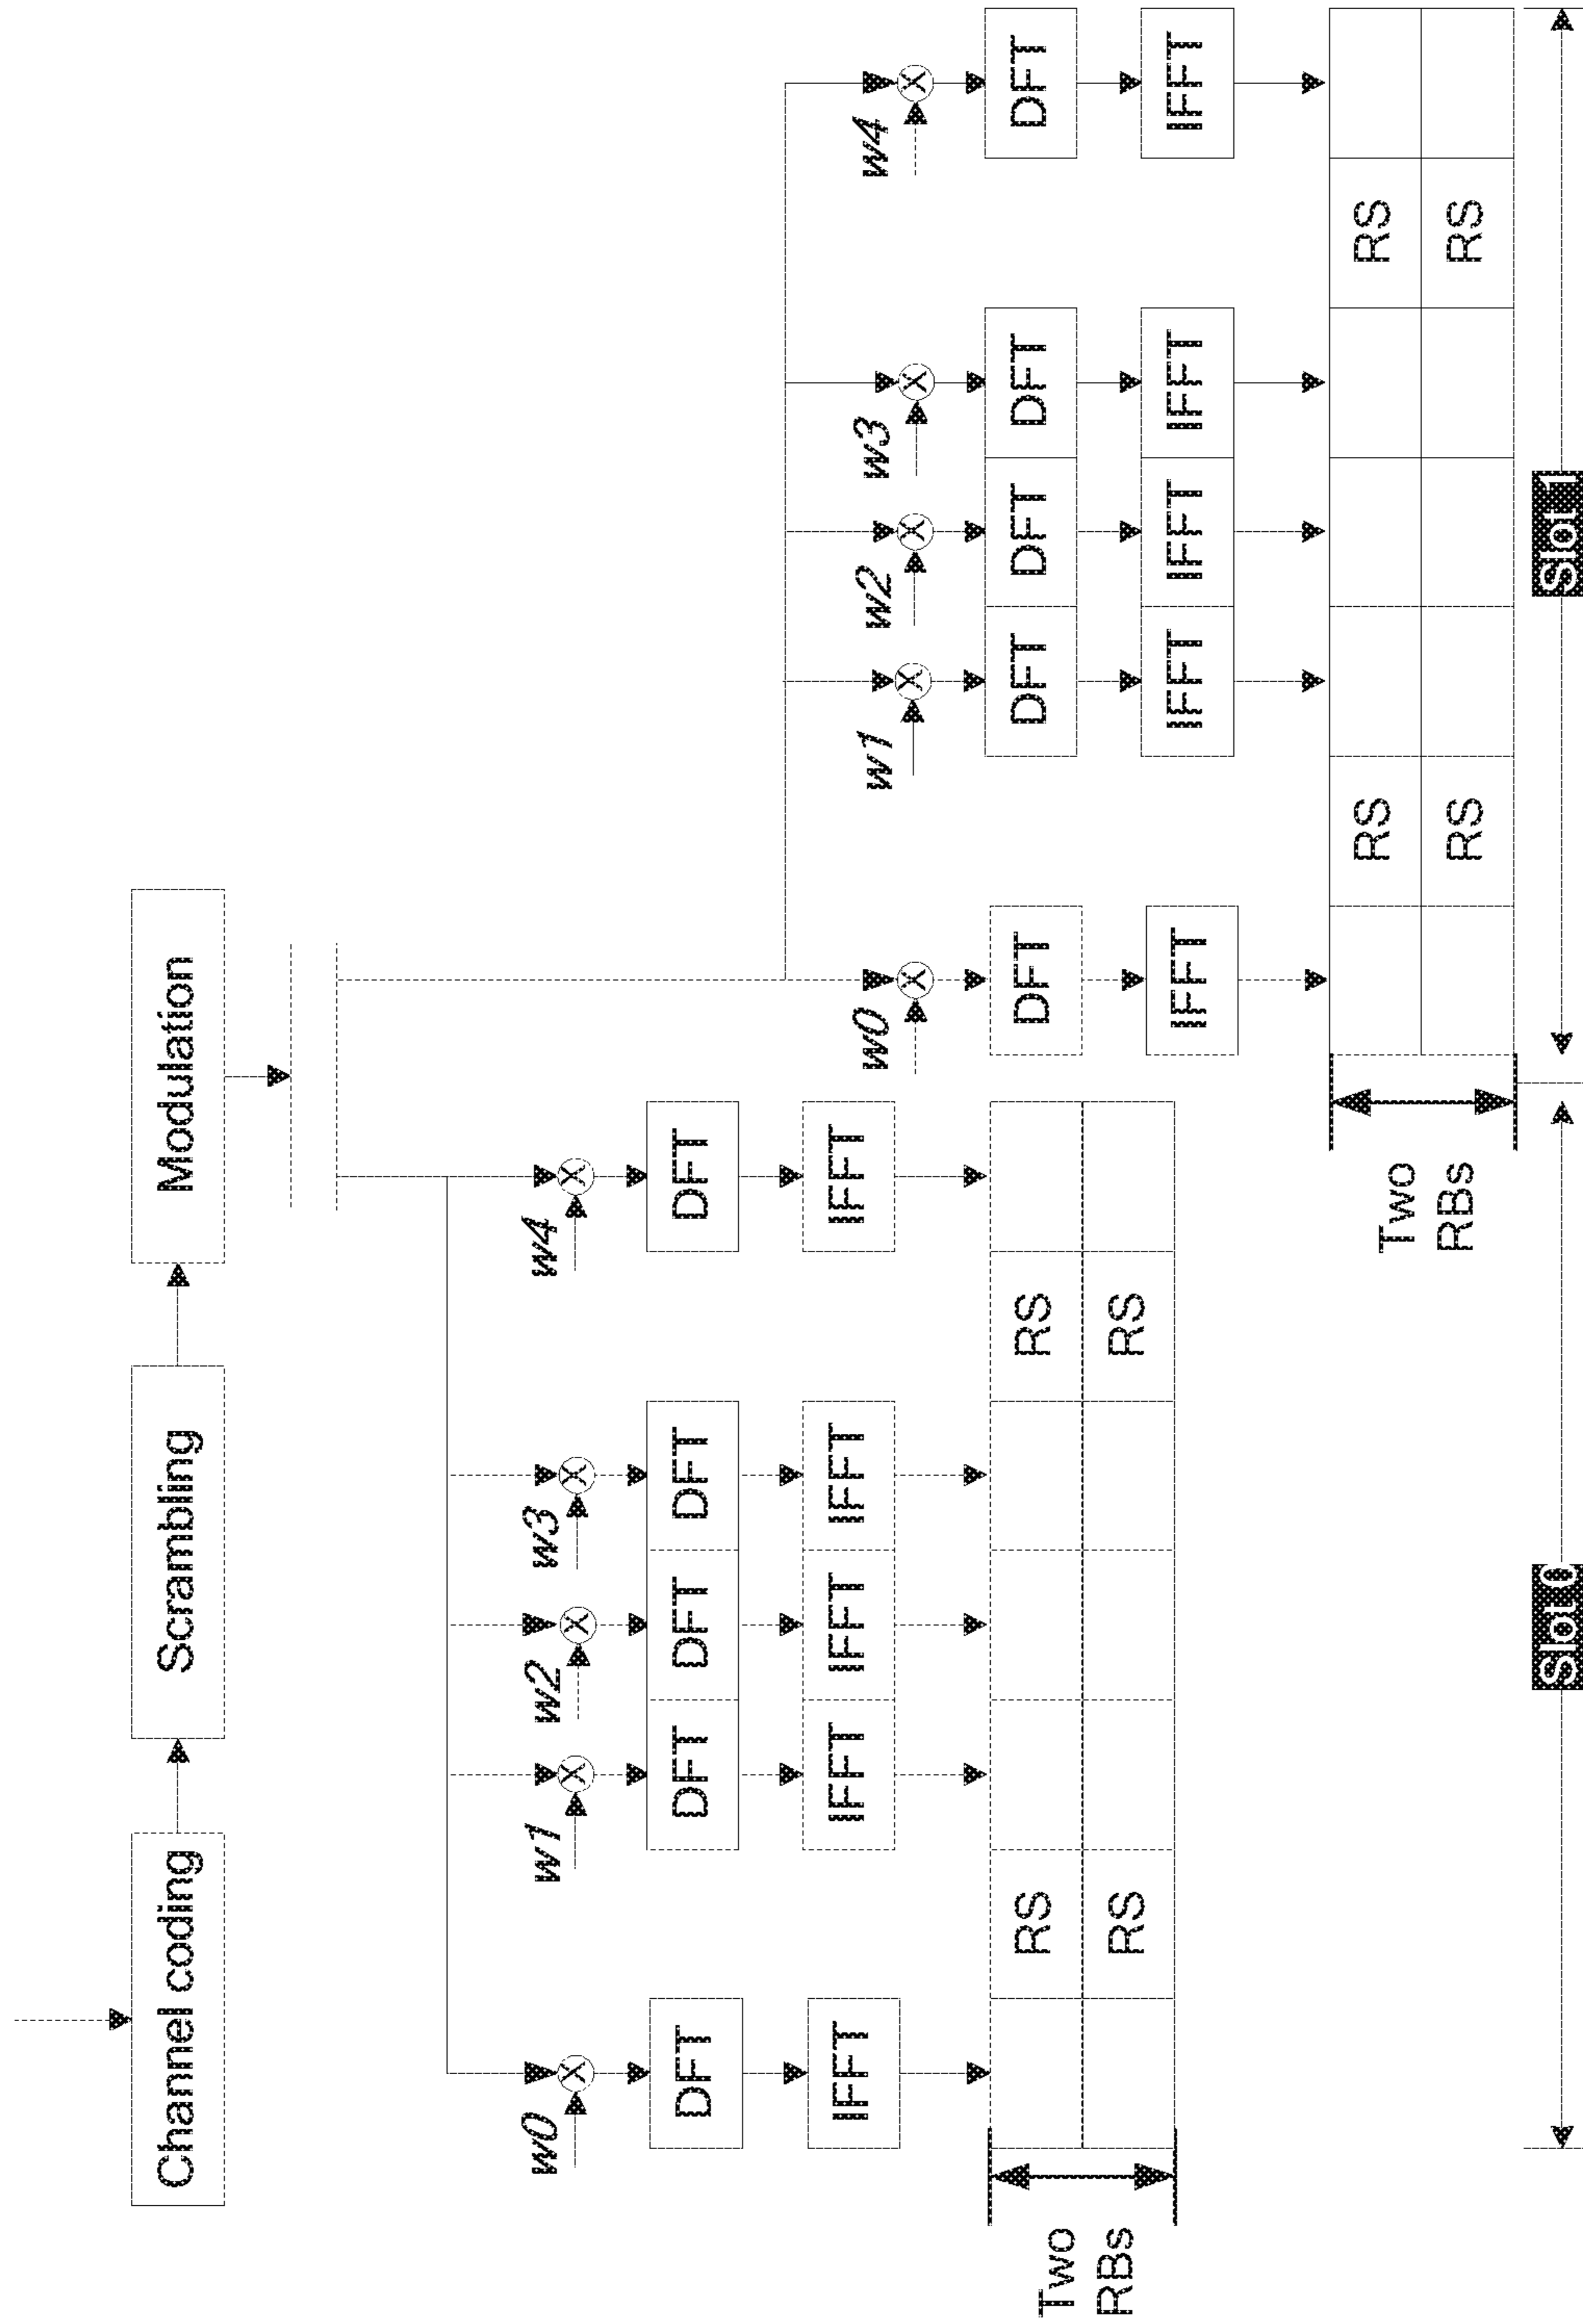 Channel coding
Scrambling
Modulation
w0 w1 w2 w3 w4
X X X X X
DFT DFT DFT DFT DFT
IFFT IFFT IFFT IFFT IFFT
Two
RBs
RS RS
RS RS
w0 w1 w2 w3 w4
X X X X X
DFT DFT DFT DFT DFT
IFFT IFFT IFFT IFFT IFFT
Two
RBs
RS RS
RS RS
Slot 0
Slot 1